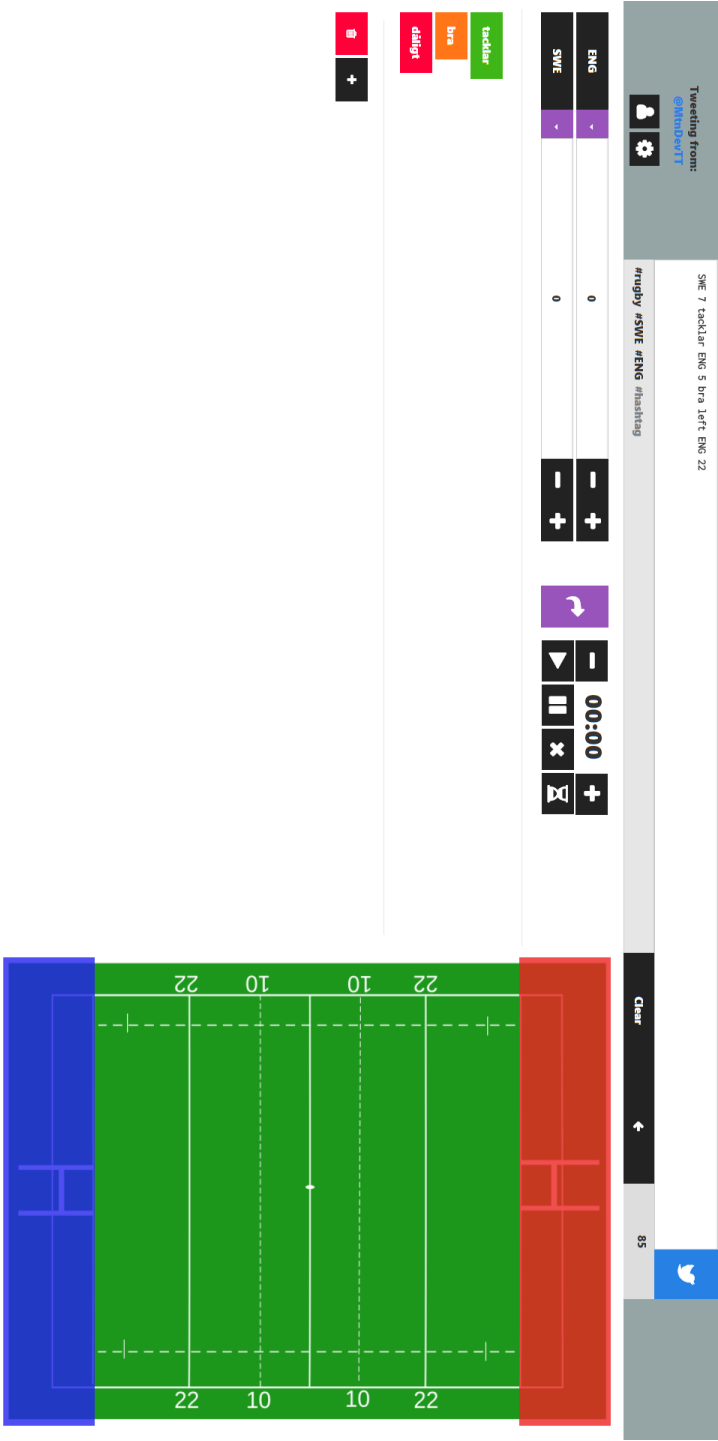 Tweeting from:
@MtnDevTT
SWE 7 tacklar ENG 5 bra left ENG 22
#rugby #SWE #ENG #hashtag
Clear
85
ENG
0
00:00
SWE
0
tacklar
bra
dåligt
22
10
10
22
22
10
10
22